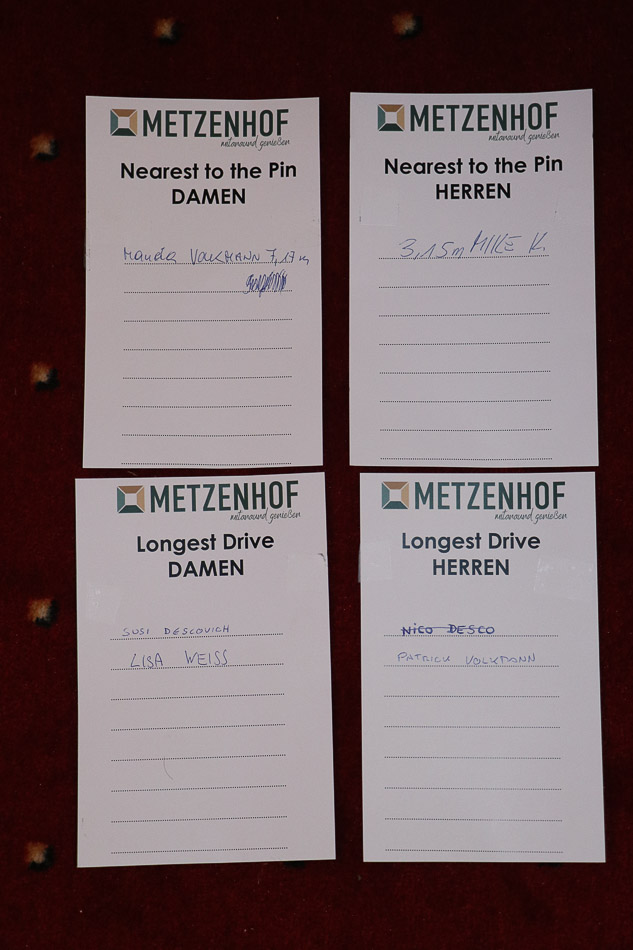 METZENHOF
Nearest to the Pin
DAMEN
VOLKMANN 7,17 m
METZENHOF
Nearest to the Pin
HERREN
3,15m MIKE K.
METZENHOF
Longest Drive
DAMEN
SUSI DESCOVICH
LISA WEISS
METZENHOF
Longest Drive
HERREN
NICO DESCO
PATRICK